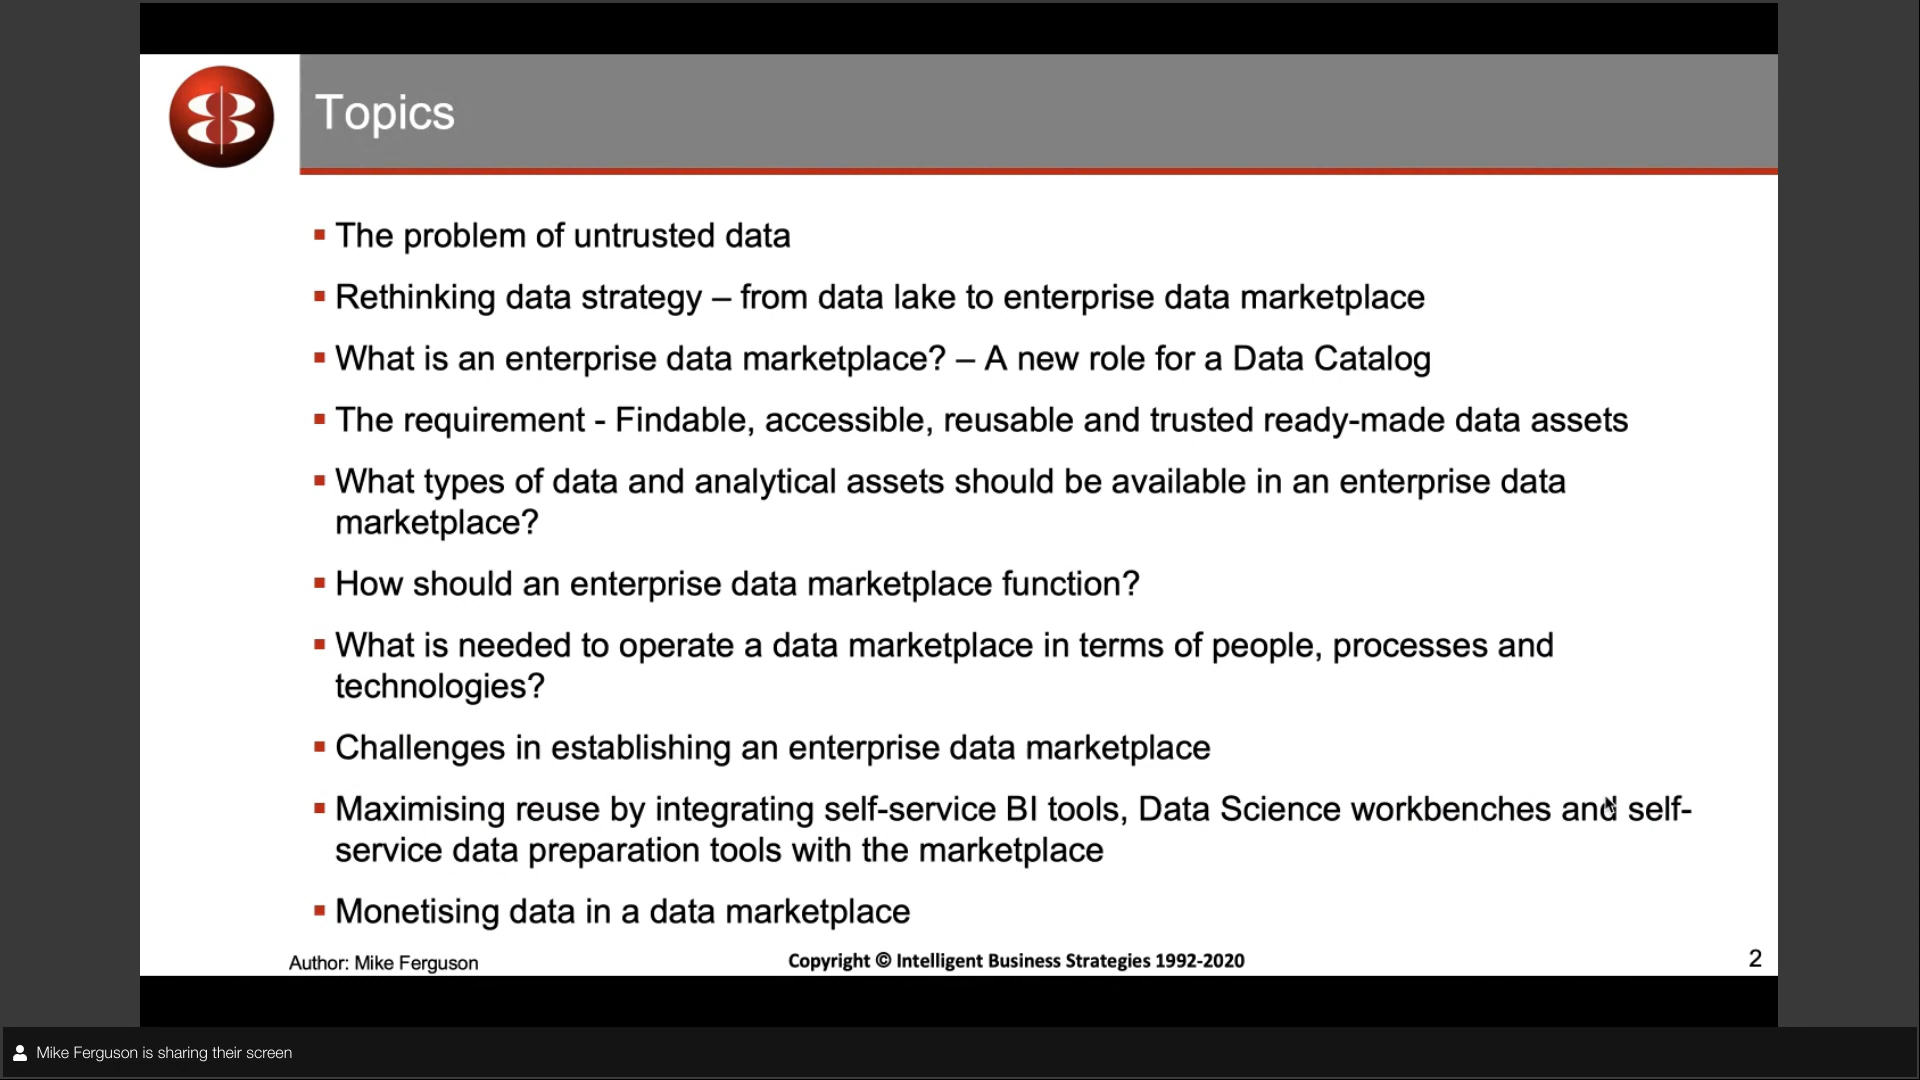 Topics
▪ The problem of untrusted data
▪ Rethinking data strategy – from data lake to enterprise data marketplace
▪ What is an enterprise data marketplace? – A new role for a Data Catalog
▪ The requirement - Findable, accessible, reusable and trusted ready-made data assets
▪ What types of data and analytical assets should be available in an enterprise data
marketplace?
▪ How should an enterprise data marketplace function?
▪ What is needed to operate a data marketplace in terms of people, processes and
technologies?
▪ Challenges in establishing an enterprise data marketplace
▪ Maximising reuse by integrating self-service BI tools, Data Science workbenches and self-
service data preparation tools with the marketplace
▪ Monetising data in a data marketplace
Author: Mike Ferguson
Copyright © Intelligent Business Strategies 1992-2020
2
Mike Ferguson is sharing their screen